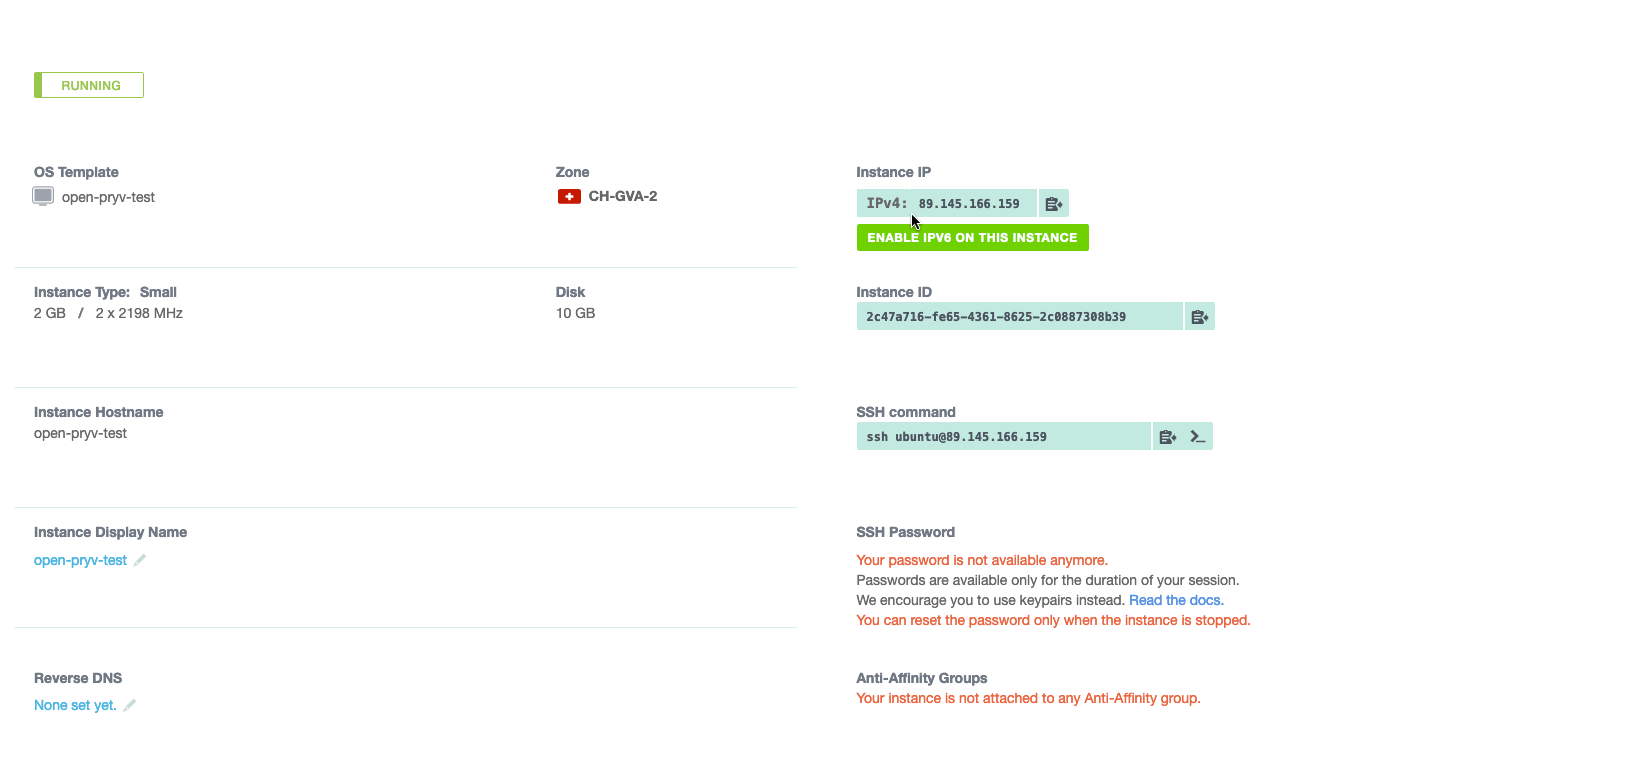 RUNNING
OS Template
open-pryv-test
Zone
CH-GVA-2
Instance IP
IPv4: 89.145.166.159
ENABLE IPV6 ON THIS INSTANCE
Instance Type: Small
2 GB / 2 x 2198 MHz
Disk
10 GB
Instance ID
2c47a716-fe65-4361-8625-2c0887308b39
Instance Hostname
open-pryv-test
SSH command
ssh ubuntu@89.145.166.159
Instance Display Name
open-pryv-test
SSH Password
Your password is not available anymore.
Passwords are available only for the duration of your session.
We encourage you to use keypairs instead. Read the docs.
You can reset the password only when the instance is stopped.
Reverse DNS
None set yet.
Anti-Affinity Groups
Your instance is not attached to any Anti-Affinity group.